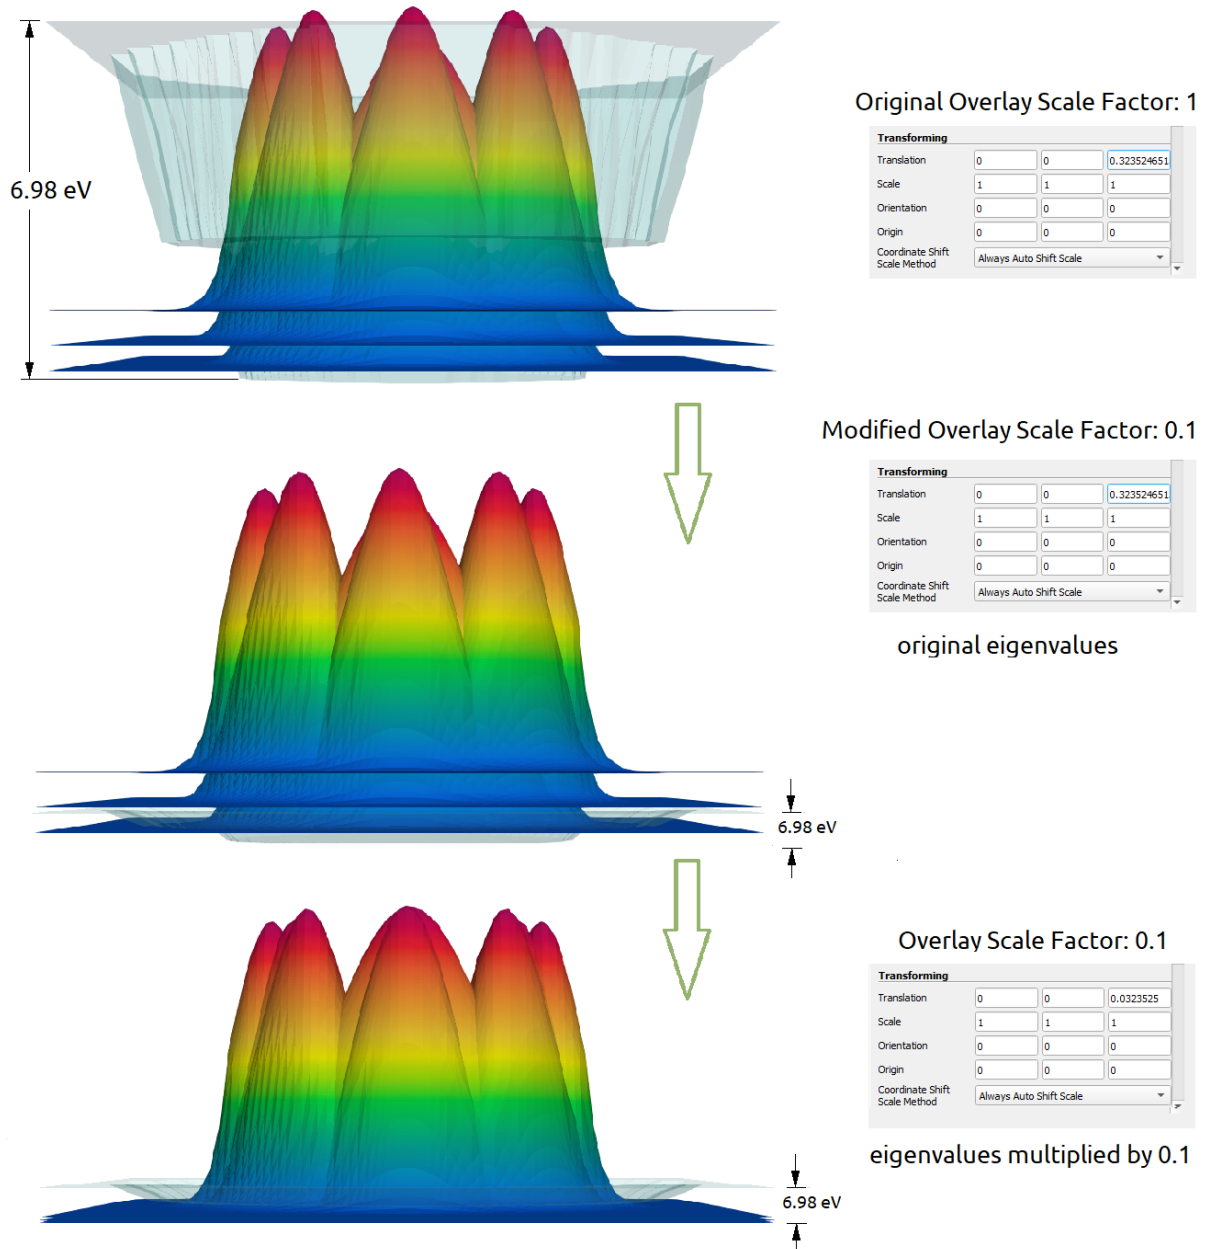 6.98 eV
Original Overlay Scale Factor: 1
Transforming
Translation 0 0 0.323524651
Scale 1 1 1
Orientation 0 0 0
Origin 0 0 0
Coordinate Shift
Scale Method Always Auto Shift Scale
Modified Overlay Scale Factor: 0.1
Transforming
Translation 0 0 0.323524651
Scale 1 1 1
Orientation 0 0 0
Origin 0 0 0
Coordinate Shift
Scale Method Always Auto Shift Scale
original eigenvalues
6.98 eV
Overlay Scale Factor: 0.1
Transforming
Translation 0 0 0.0323525
Scale 1 1 1
Orientation 0 0 0
Origin 0 0 0
Coordinate Shift
Scale Method Always Auto Shift Scale
eigenvalues multiplied by 0.1
6.98 eV